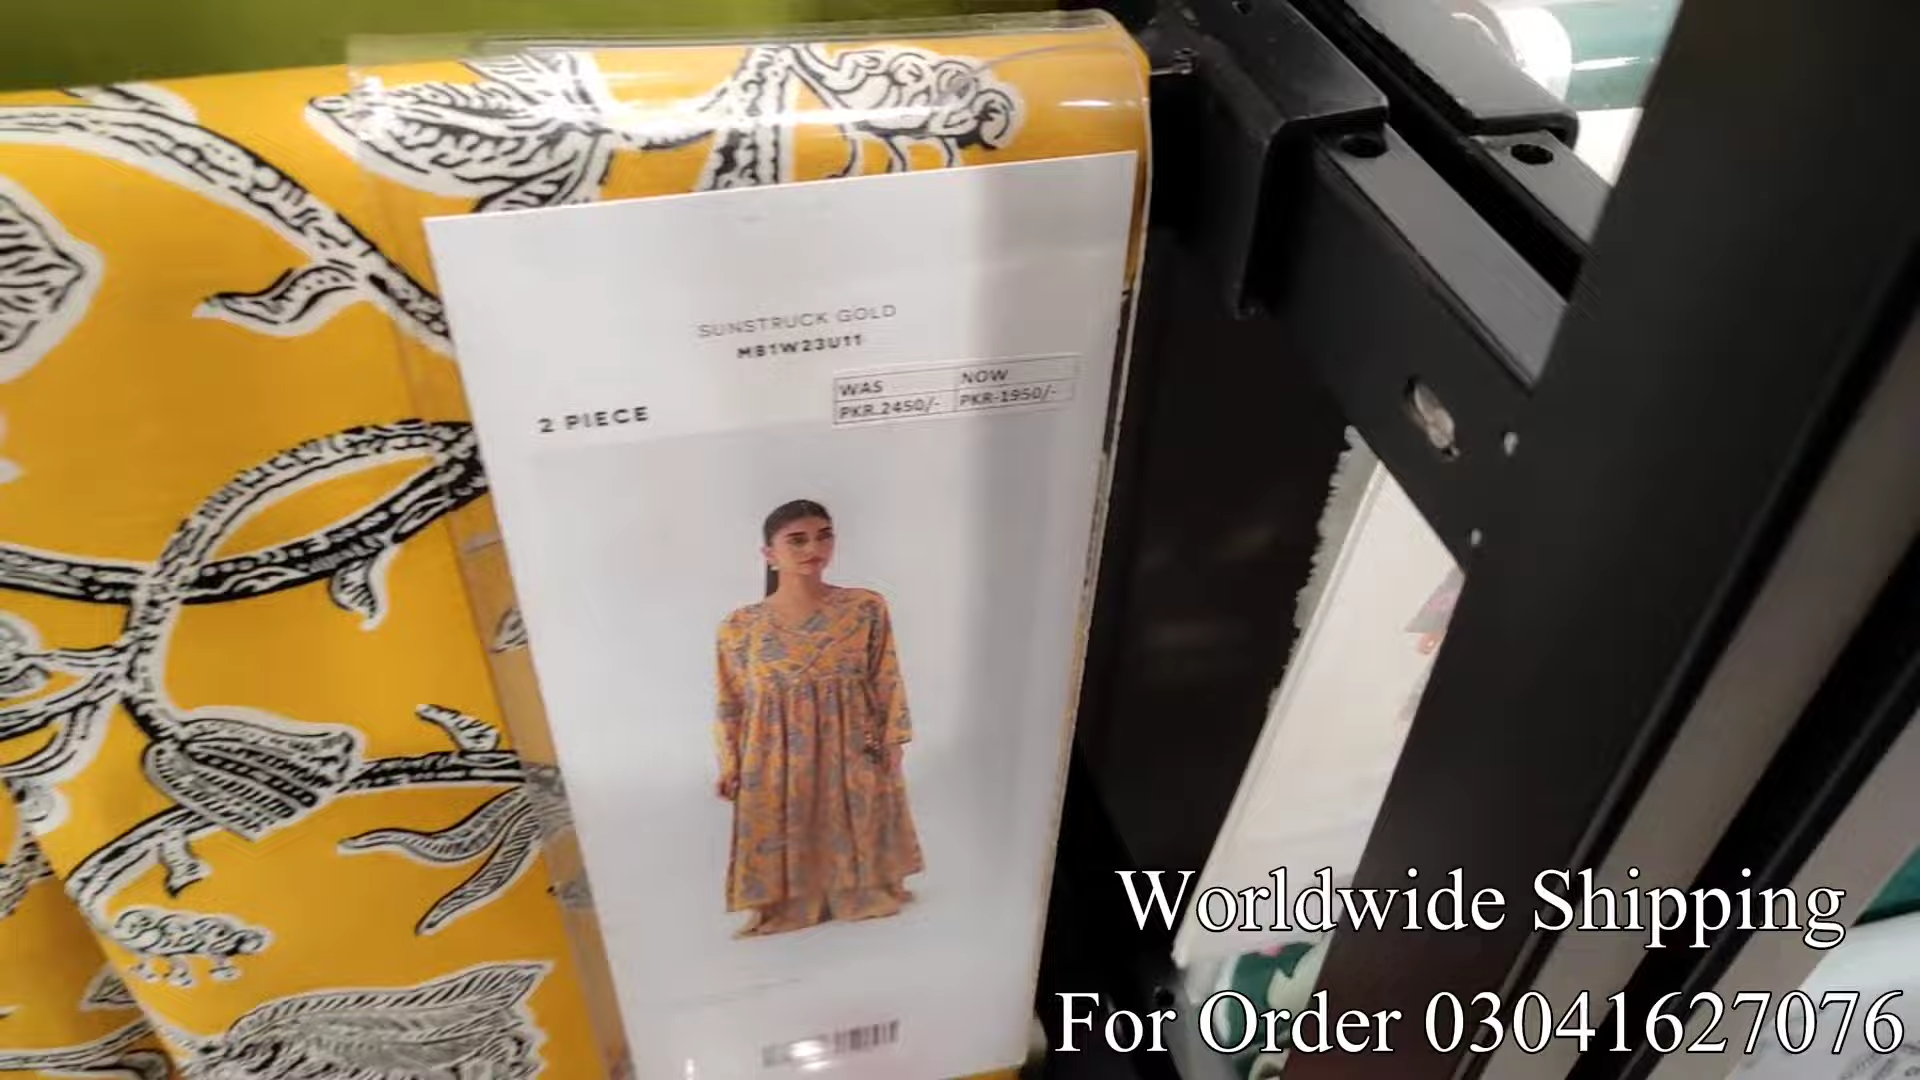 SUNSTRUCK GOLD
MB1W23U11
2 PIECE
WAS NOW
PKR.2450/- PKR-1950/-
Worldwide Shipping
For Order 03041627076